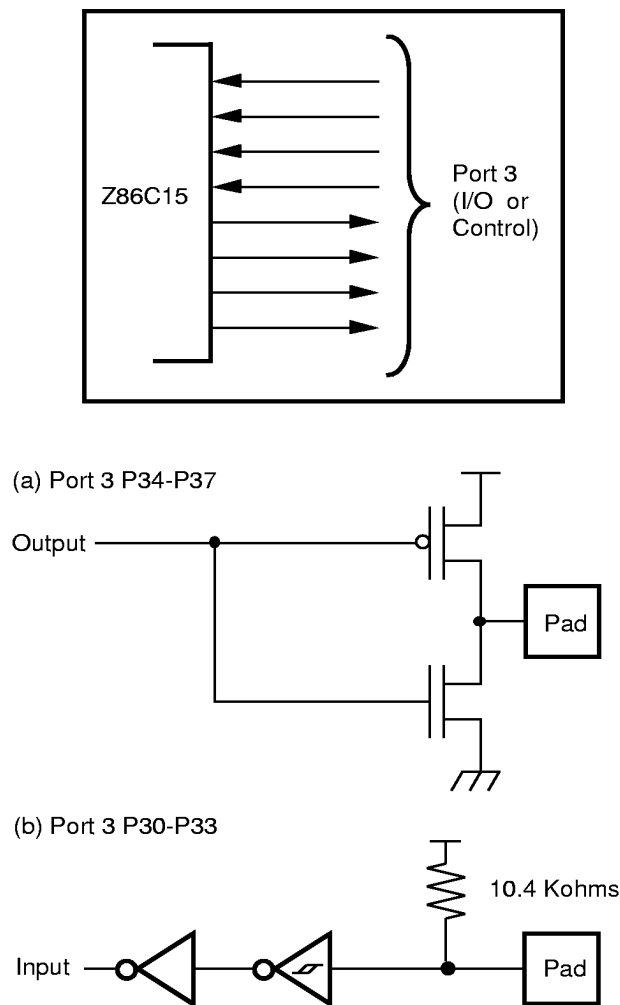 Z86C15
Port 3
(I/O or
Control)
(a) Port 3 P34-P37
Output
Pad
(b) Port 3 P30-P33
10.4 Kohms
Input
Pad